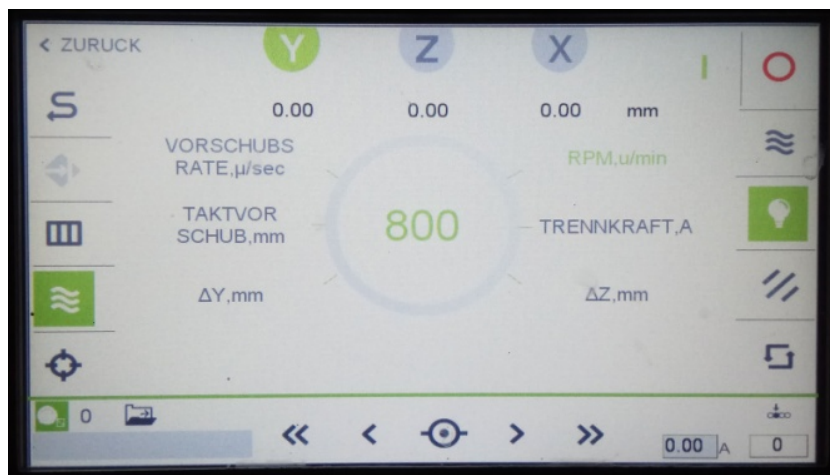 < ZURUCK
Y Z X
0.00 0.00 0.00 mm
VORSCHUBS
RATE,µ/sec
RPM,u/min
TAKTVOR
SCHUB,mm
800
TRENNKRAFT,A
ΔY,mm
ΔZ,mm
0
0.00 A
0